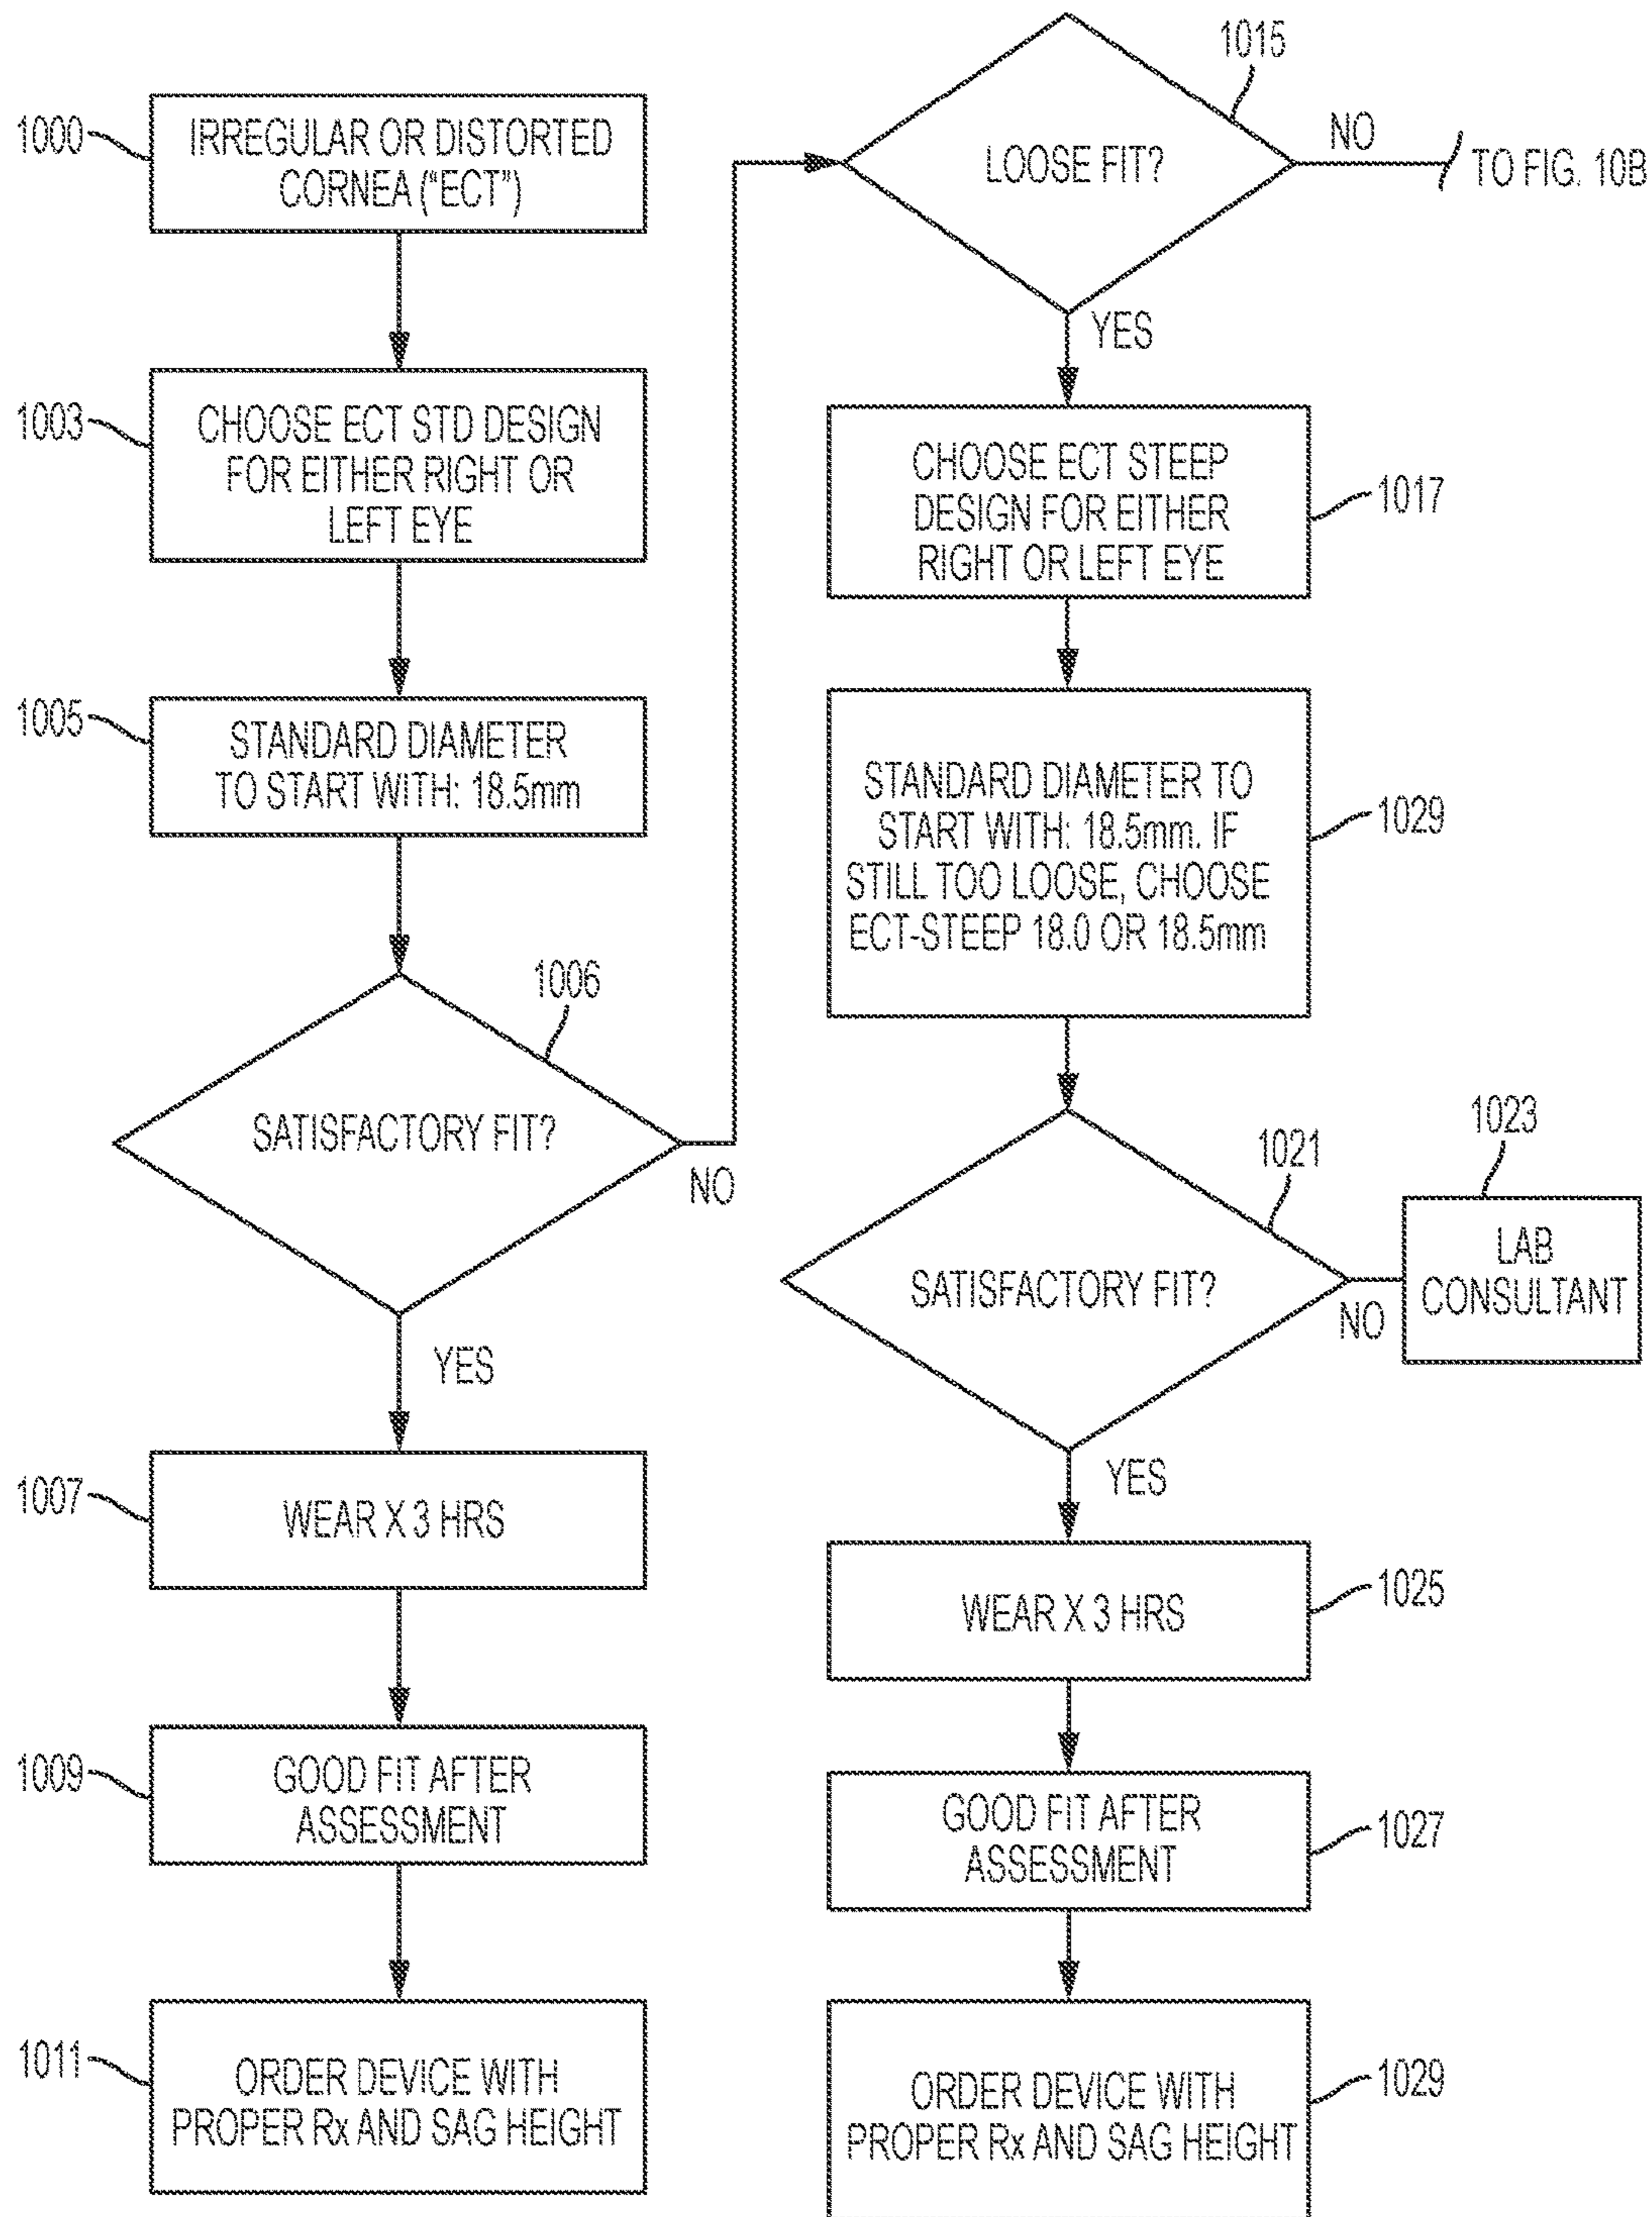 1000
IRREGULAR OR DISTORTED
CORNEA ("ECT")
1003
CHOOSE ECT STD DESIGN
FOR EITHER RIGHT OR
LEFT EYE
1005
STANDARD DIAMETER
TO START WITH: 18.5mm
1006
SATISFACTORY FIT?
NO
YES
1007
WEAR X 3 HRS
1009
GOOD FIT AFTER
ASSESSMENT
1011
ORDER DEVICE WITH
PROPER Rx AND SAG HEIGHT
1015
LOOSE FIT?
NO
TO FIG. 10B
YES
CHOOSE ECT STEEP
DESIGN FOR EITHER
RIGHT OR LEFT EYE
1017
STANDARD DIAMETER TO
START WITH: 18.5mm. IF
STILL TOO LOOSE, CHOOSE
ECT-STEEP 18.0 OR 18.5mm
1029
1021
SATISFACTORY FIT?
NO
1023
LAB
CONSULTANT
YES
WEAR X 3 HRS
1025
GOOD FIT AFTER
ASSESSMENT
1027
ORDER DEVICE WITH
PROPER Rx AND SAG HEIGHT
1029